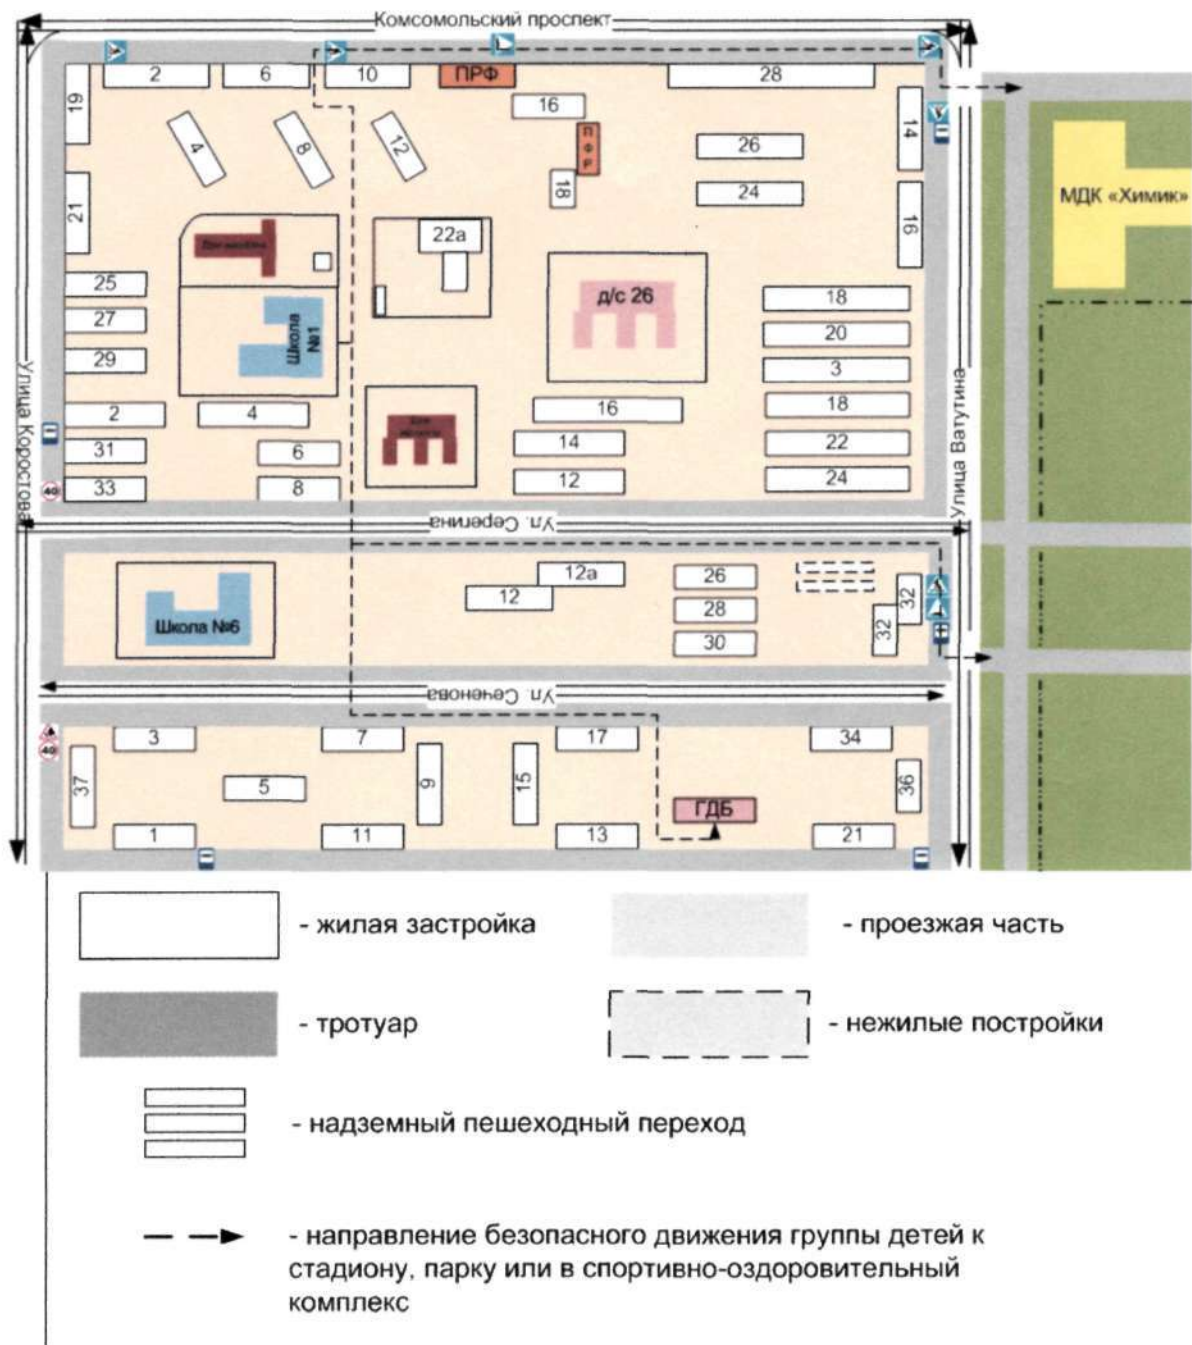 Комсомольский проспект
2
6
10
ПРФ
28
19
16
14
4
8
12
ПФР
26
18
24
21
16
МДК «Химик»
22а
25
д/с 26
18
27
Школа №1
20
29
3
Улица Коростова
Улица Ватутина
2
4
16
18
31
6
14
22
33
8
12
24
40
Ул. Серегина
12а
26
12
28
32
Школа №6
30
32
Ул. Сеченова
40
3
7
17
34
37
5
9
15
36
ГДБ
1
11
13
21
- жилая застройка
- проезжая часть
- тротуар
- нежилые постройки
- надземный пешеходный переход
- направление безопасного движения группы детей к
стадиону, парку или в спортивно-оздоровительный
комплекс